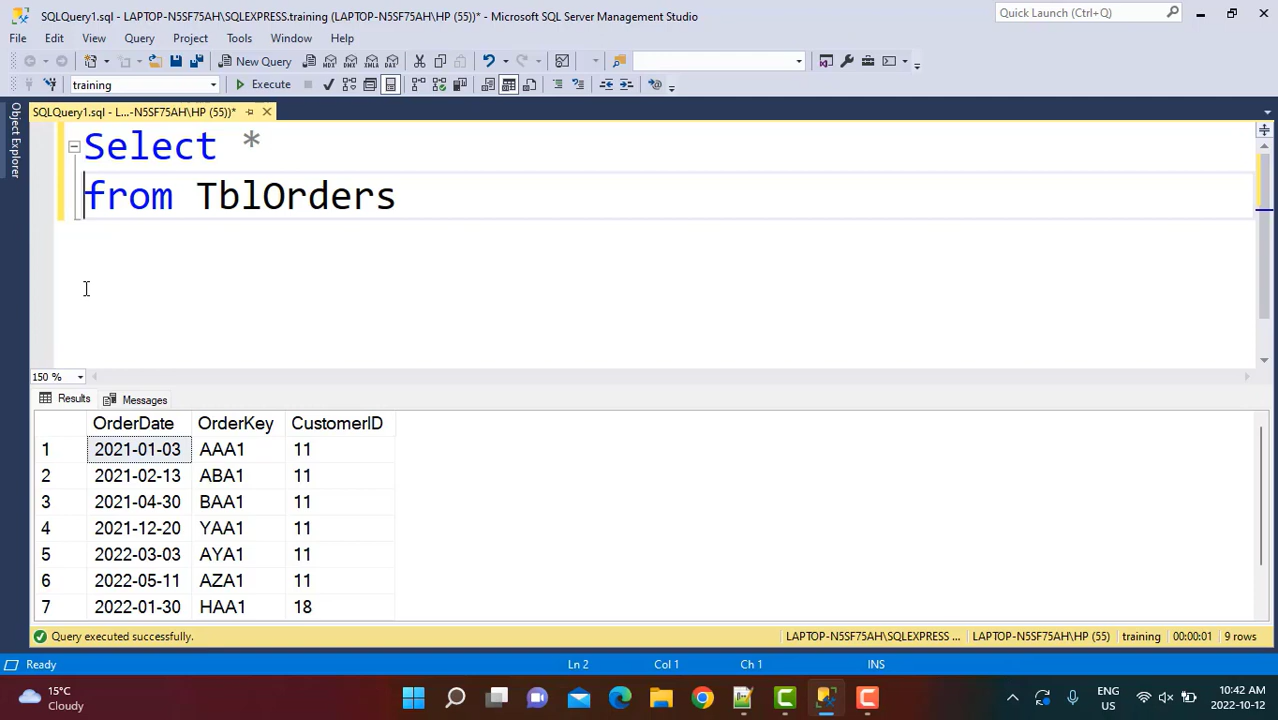 SQLQuery1.sql - LAPTOP-N5SF75AH\SQLEXPRESS.training (LAPTOP-N5SF75AH\HP (55))* - Microsoft SQL Server Management Studio
Quick Launch (Ctrl+Q)
File Edit View Query Project Tools Window Help
New Query MDX DMX XMLA DAX
training Execute
Object Explorer
SQLQuery1.sql - L...-N5SF75AH\HP (55))*
Select *
from TblOrders
150 %
Results Messages
OrderDate OrderKey CustomerID
1 2021-01-03 AAA1 11
2 2021-02-13 ABA1 11
3 2021-04-30 BAA1 11
4 2021-12-20 YAA1 11
5 2022-03-03 AYA1 11
6 2022-05-11 AZA1 11
7 2022-01-30 HAA1 18
Query executed successfully. LAPTOP-N5SF75AH\SQLEXPRESS ... LAPTOP-N5SF75AH\HP (55) training 00:00:01 9 rows
Ready Ln 2 Col 1 Ch 1 INS
15°C
Cloudy
ENG
US
10:42 AM
2022-10-12